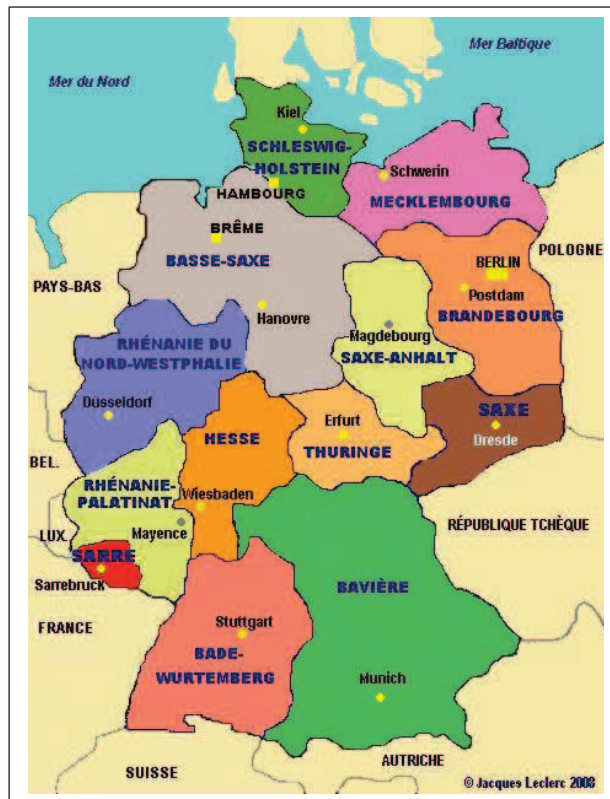 Mer Baltique
Mer du Nord
Kiel
SCHLESWIG-
HOLSTEIN
HAMBOURG
Schwerin
MECKLEMBOURG
BRÊME
BASSE-SAXE
POLOGNE
BERLIN
PAYS-BAS
Postdam
BRANDEBOURG
Hanovre
Magdebourg
SAXE-ANHALT
RHÉNANIE DU
NORD-WESTPHALIE
Düsseldorf
HESSE
Erfurt
THURINGE
SAXE
Dresde
BEL.
RHÉNANIE-
PALATINAT
Wiesbaden
Mayence
LUX.
SARRE
Sarrebruck
RÉPUBLIQUE TCHÈQUE
FRANCE
BAVIÈRE
Stuttgart
BADE-
WURTEMBERG
Munich
AUTRICHE
SUISSE
© Jacques Leclerc 2008